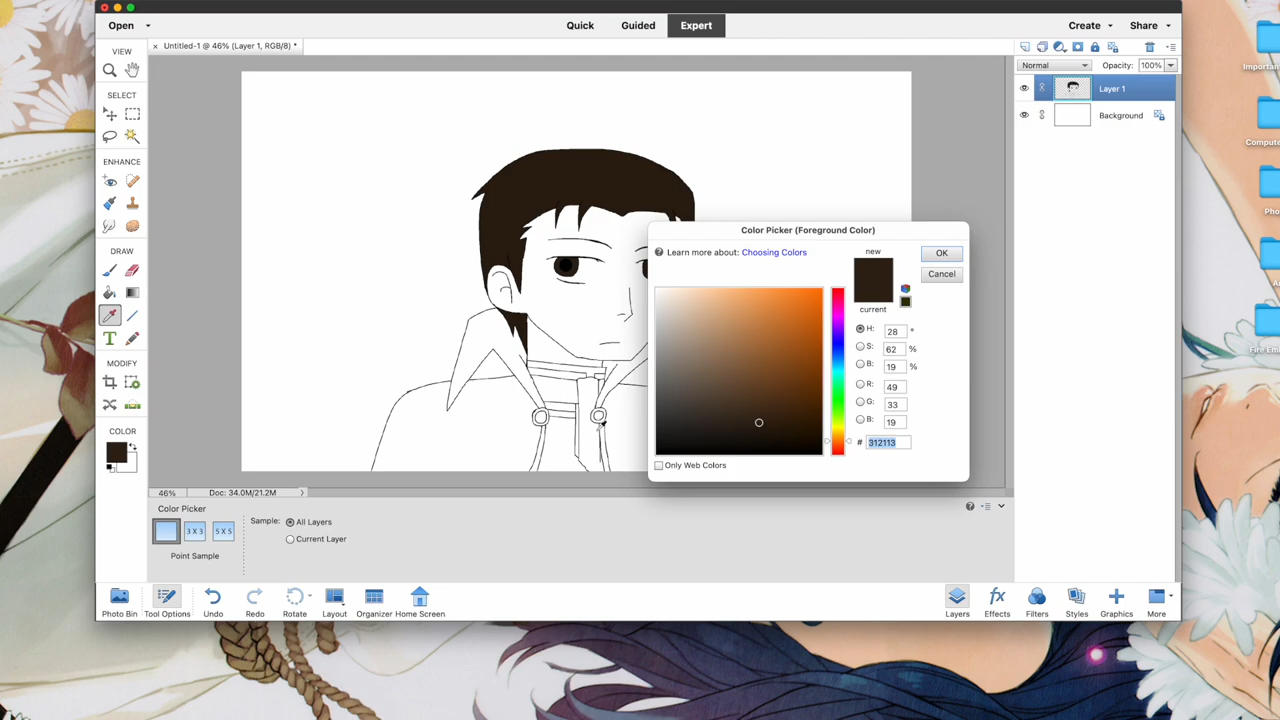 Open
Quick
Guided
Expert
Create
Share
× Untitled-1 @ 46% (Layer 1, RGB/8) *
VIEW
SELECT
ENHANCE
DRAW
MODIFY
COLOR
Normal
Opacity: 100%
Layer 1
Background
Color Picker (Foreground Color)
Learn more about: Choosing Colors
new
current
OK
Cancel
H: 28 °
S: 62 %
B: 19 %
R: 49
G: 33
B: 19
# 312113
Only Web Colors
46%
Doc: 34.0M/21.2M
Color Picker
3 X 3
5 X 5
Point Sample
Sample:
All Layers
Current Layer
Photo Bin
Tool Options
Undo
Redo
Rotate
Layout
Organizer
Home Screen
Layers
Effects
Filters
Styles
Graphics
More
Important